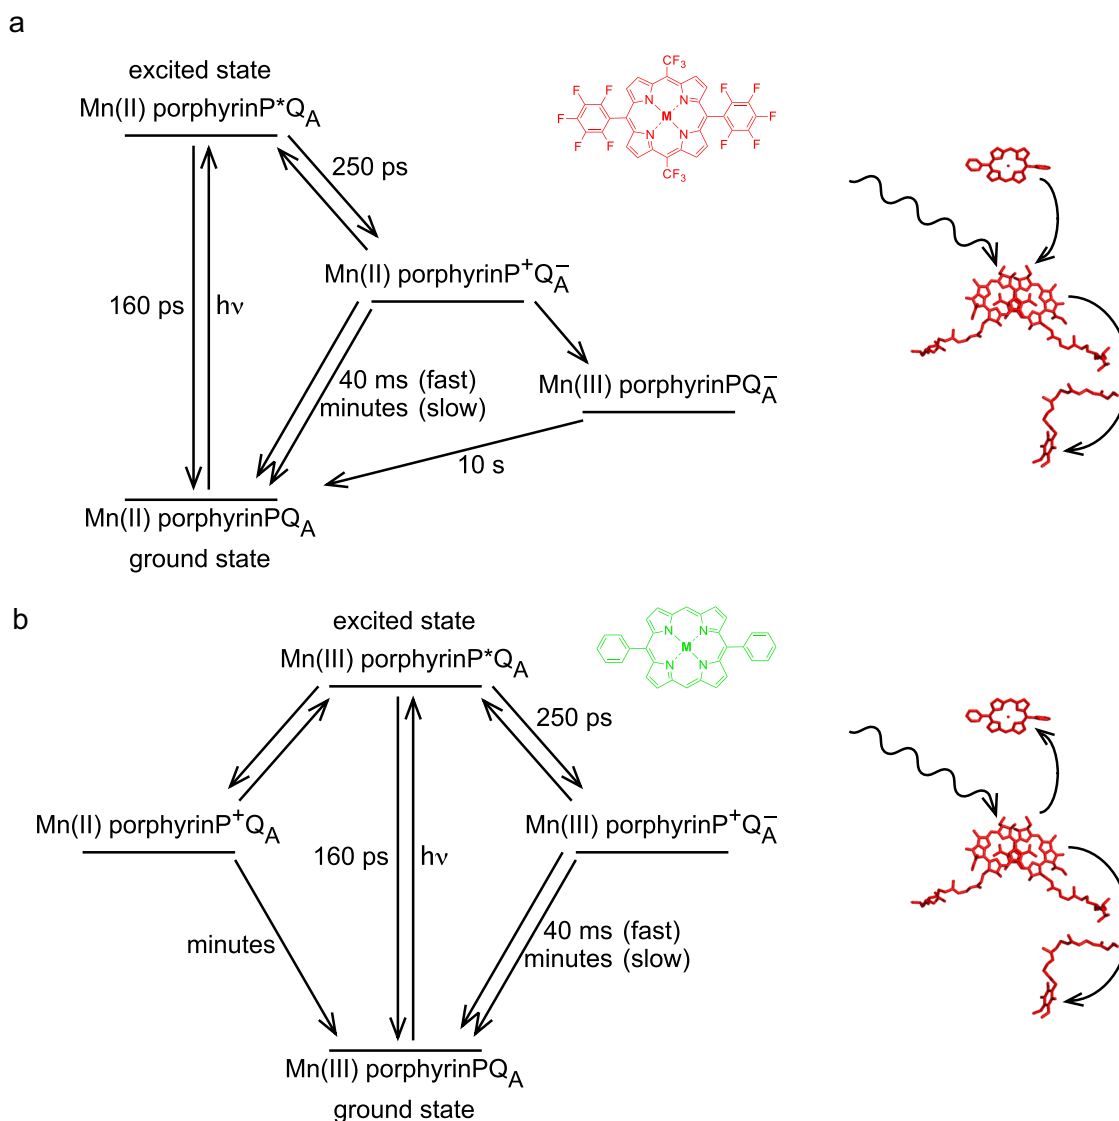 a
excited state
Mn(II) porphyrinP*Q_A
250 ps
CF₃
F F F F F
N N N N
M
F F F F F
CF₃
Mn(II) porphyrinP⁺Q_A⁻
160 ps
hν
40 ms (fast)
minutes (slow)
Mn(III) porphyrinPQ_A⁻
10 s
Mn(II) porphyrinPQ_A
ground state
b
excited state
Mn(III) porphyrinP*Q_A
N N N N
M
250 ps
Mn(II) porphyrinP⁺Q_A
Mn(III) porphyrinP⁺Q_A⁻
160 ps
hν
minutes
40 ms (fast)
minutes (slow)
Mn(III) porphyrinPQ_A
ground state